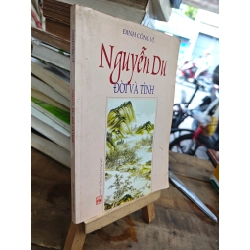 ĐINH CÔNG VĨ
Nguyễn Du
ĐỜI VÀ TÌNH